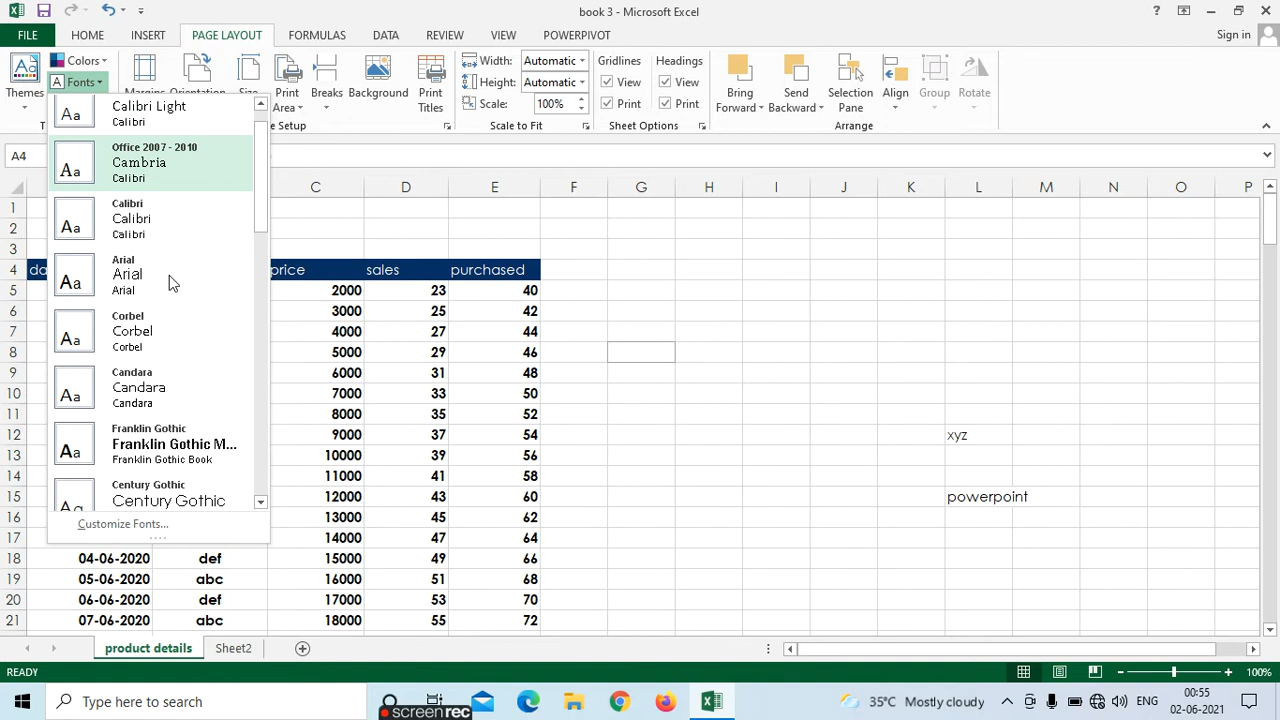 book 3 - Microsoft Excel
?
FILE HOME INSERT PAGE LAYOUT FORMULAS DATA REVIEW VIEW POWERPIVOT Sign in
Themes
Colors
Fonts
Margins Orientation Size
Print Area
Breaks
Background
Print Titles
Width: Automatic
Height: Automatic
Scale: 100%
Gridlines
View
Print
Headings
View
Print
Bring Forward
Send Backward
Selection Pane
Align
Group
Rotate
Scale to Fit
Sheet Options
Arrange
A4
Calibri Light
Calibri
Office 2007 - 2010
Cambria
Calibri
Calibri
Calibri
Calibri
Arial
Arial
Arial
Corbel
Corbel
Corbel
Candara
Candara
Candara
Franklin Gothic
Franklin Gothic M...
Franklin Gothic Book
Century Gothic
Century Gothic
Customize Fonts...
C D E F G H I J K L M N O P
1
2
3
4 da price sales purchased
5 2000 23 40
6 3000 25 42
7 4000 27 44
8 5000 29 46
9 6000 31 48
10 7000 33 50
11 8000 35 52
12 9000 37 54 xyz
13 10000 39 56
14 11000 41 58
15 12000 43 60 powerpoint
16 13000 45 62
17 14000 47 64
18 04-06-2020 def 15000 49 66
19 05-06-2020 abc 16000 51 68
20 06-06-2020 def 17000 53 70
21 07-06-2020 abc 18000 55 72
product details Sheet2
READY 100%
Type here to search
screenrec
35°C Mostly cloudy
ENG
00:55
02-06-2021